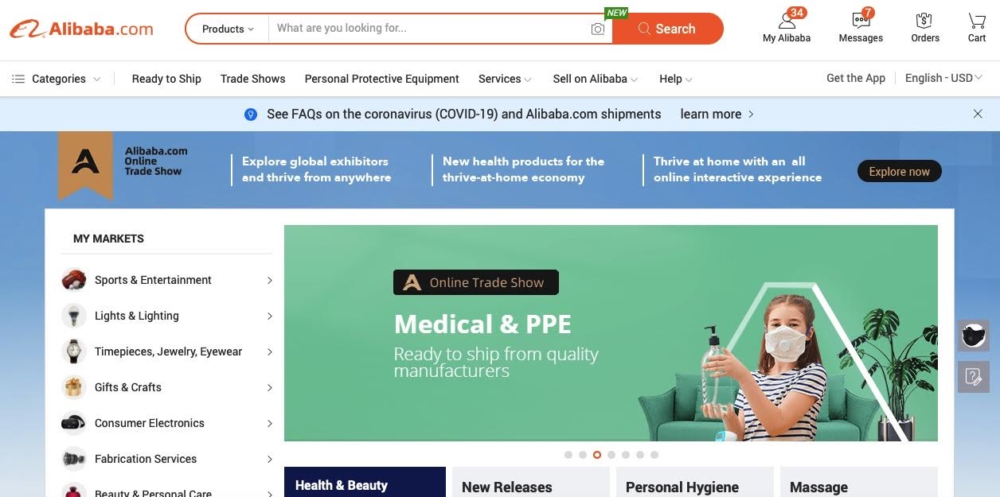 Alibaba.com
Products
What are you looking for...
NEW
Search
34
My Alibaba
7
Messages
Orders
Cart
Categories
Ready to Ship
Trade Shows
Personal Protective Equipment
Services
Sell on Alibaba
Help
Get the App
English - USD
See FAQs on the coronavirus (COVID-19) and Alibaba.com shipments
learn more
Alibaba.com
Online
Trade Show
Explore global exhibitors
and thrive from anywhere
New health products for the
thrive-at-home economy
Thrive at home with an all
online interactive experience
Explore now
MY MARKETS
Sports & Entertainment
Lights & Lighting
Timepieces, Jewelry, Eyewear
Gifts & Crafts
Consumer Electronics
Fabrication Services
Beauty & Personal Care
Online Trade Show
Medical & PPE
Ready to ship from quality
manufacturers
Health & Beauty
New Releases
Personal Hygiene
Massage